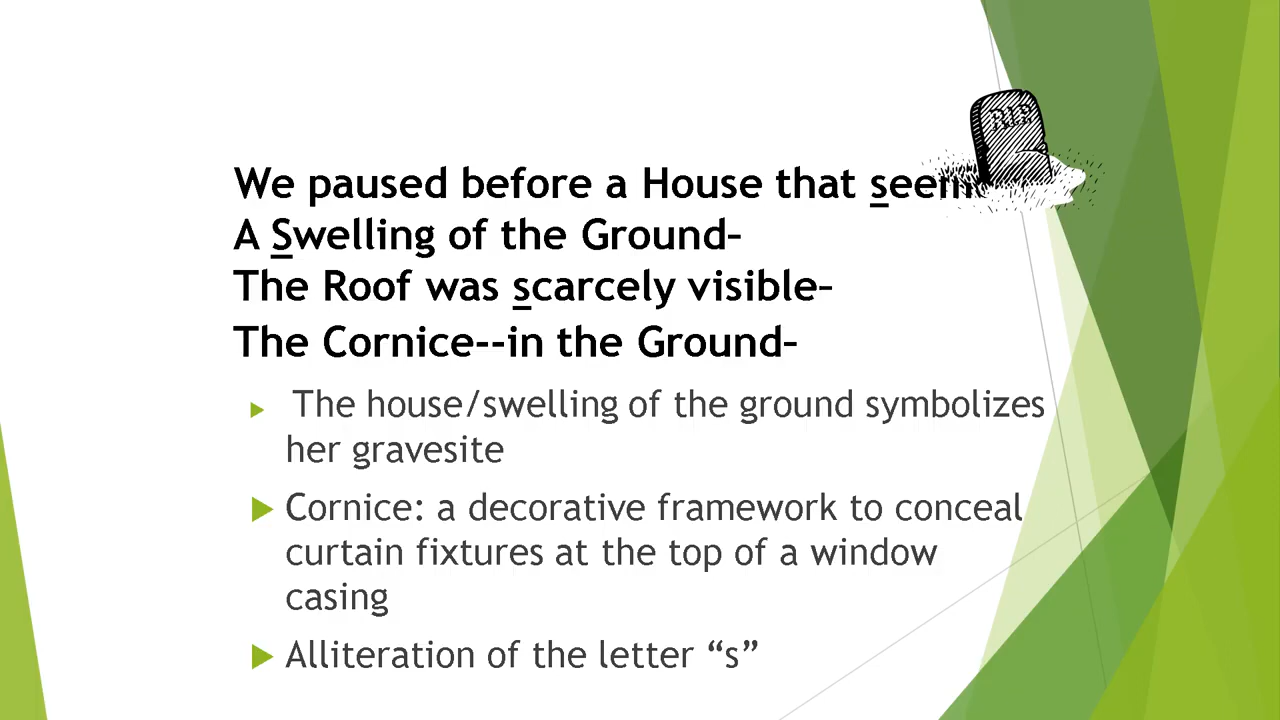 We paused before a House that seem
A Swelling of the Ground–
The Roof was scarcely visible–
The Cornice--in the Ground–
The house/swelling of the ground symbolizes
her gravesite
Cornice: a decorative framework to conceal
curtain fixtures at the top of a window
casing
Alliteration of the letter “s”
RIP